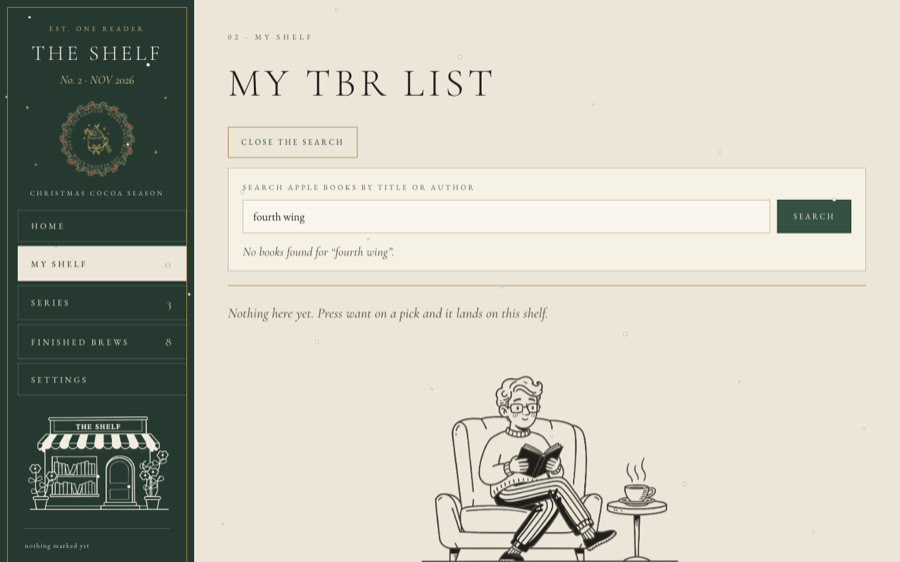 EST. ONE READER
THE SHELF
No. 2 · NOV 2026
CHRISTMAS COCOA SEASON
HOME
MY SHELF 0
SERIES 3
FINISHED BREWS 8
SETTINGS
THE SHELF
nothing marked yet
02 · MY SHELF
MY TBR LIST
CLOSE THE SEARCH
SEARCH APPLE BOOKS BY TITLE OR AUTHOR
fourth wing
SEARCH
No books found for “fourth wing”.
Nothing here yet. Press want on a pick and it lands on this shelf.